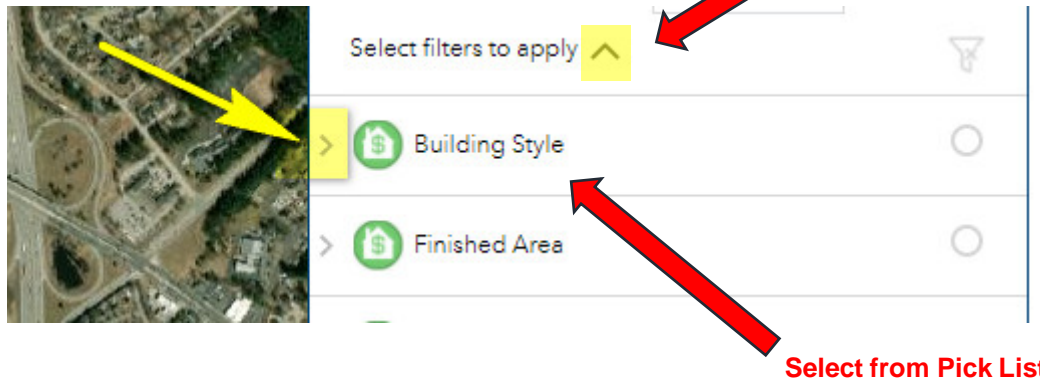 Select filters to apply
$ Building Style
$ Finished Area
Select from Pick List